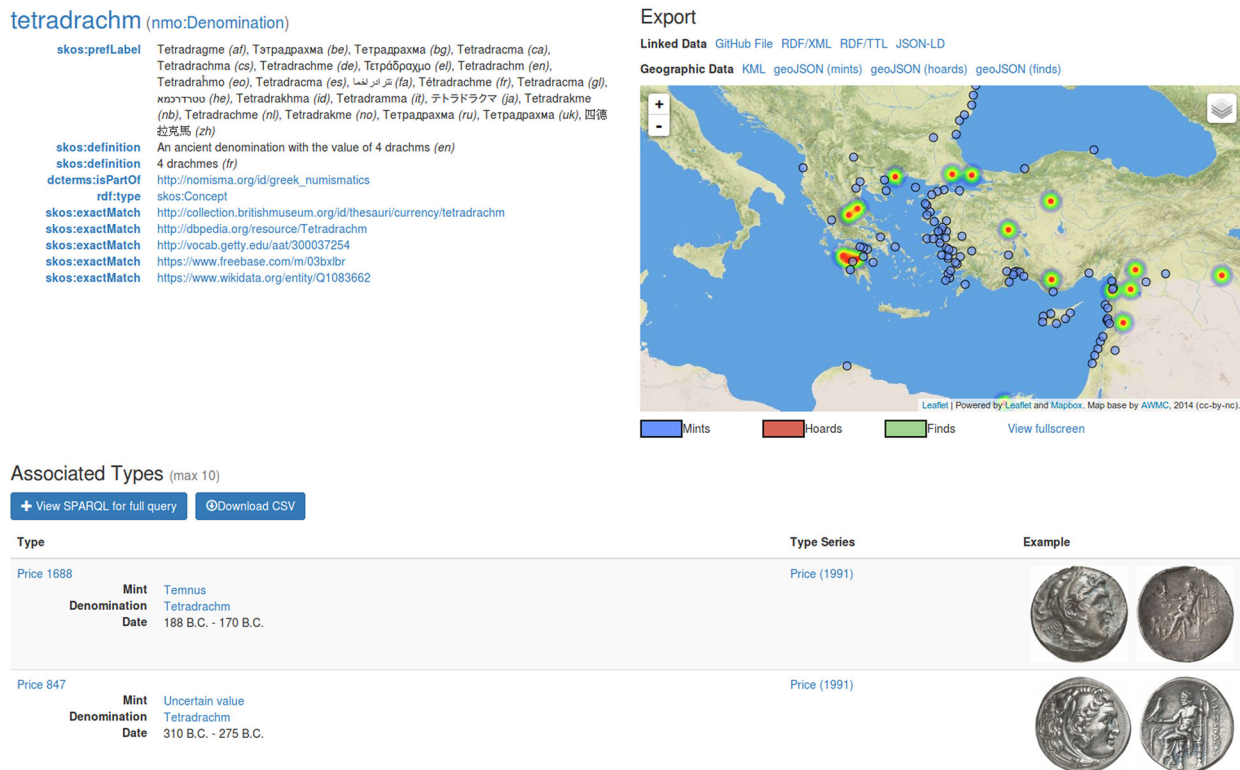 tetradrachm (nmo:Denomination)
skos:prefLabel Tetradragme (af), Тэтрадрахма (be), Тетрадрахма (bg), Tetradracma (ca),
Tetradrachma (cs), Tetradrachme (de), Τετράδραχμο (el), Tetradrachm (en),
Tetradraĥmo (eo), Tetradracma (es), تترادراخما (fa), Tétradrachme (fr), Tetradracma (gl),
טטרדרכמא (he), Tetradrakhma (id), Tetradramma (it), テトラドラクマ (ja), Tetradrakme
(nb), Tetradrachme (nl), Tetradrakme (no), Тетрадрахма (ru), Тетрадрахма (uk), 四德
拉克馬 (zh)
skos:definition An ancient denomination with the value of 4 drachms (en)
skos:definition 4 drachmes (fr)
dcterms:isPartOf http://nomisma.org/id/greek_numismatics
rdf:type skos:Concept
skos:exactMatch http://collection.britishmuseum.org/id/thesauri/currency/tetradrachm
skos:exactMatch http://dbpedia.org/resource/Tetradrachm
skos:exactMatch http://vocab.getty.edu/aat/300037254
skos:exactMatch https://www.freebase.com/m/03bxlbr
skos:exactMatch https://www.wikidata.org/entity/Q1083662
Export
Linked Data GitHub File RDF/XML RDF/TTL JSON-LD
Geographic Data KML geoJSON (mints) geoJSON (hoards) geoJSON (finds)
+
-
Leaflet | Powered by Leaflet and Mapbox. Map base by AWMC, 2014 (cc-by-nc).
Mints Hoards Finds View fullscreen
Associated Types (max 10)
View SPARQL for full query Download CSV
Type Type Series Example
Price 1688 Price (1991)
Mint Temnus
Denomination Tetradrachm
Date 188 B.C. - 170 B.C.
Price 847 Price (1991)
Mint Uncertain value
Denomination Tetradrachm
Date 310 B.C. - 275 B.C.